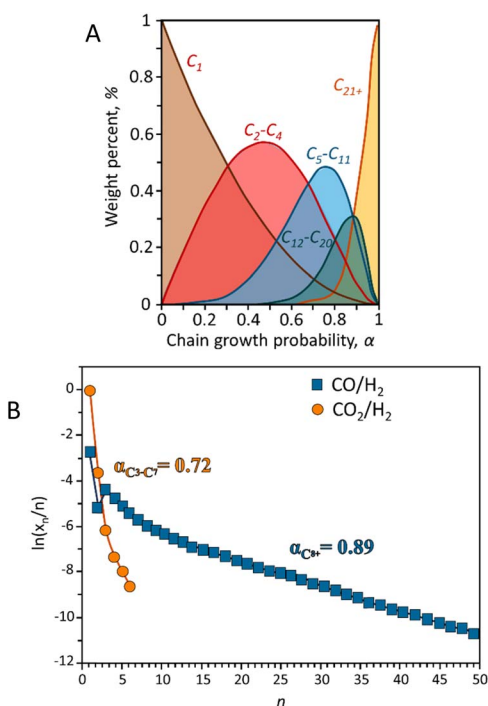 A
Weight percent, %
1
0.8
0.6
0.4
0.2
0
C1
C2-C4
C5-C11
C12-C20
C21+
0 0.2 0.4 0.6 0.8 1
Chain growth probability, α
B
ln(xn/n)
0
-2
-4
-6
-8
-10
-12
CO/H2
CO2/H2
αC3-C7 = 0.72
αC8+ = 0.89
0 5 10 15 20 25 30 35 40 45 50
n